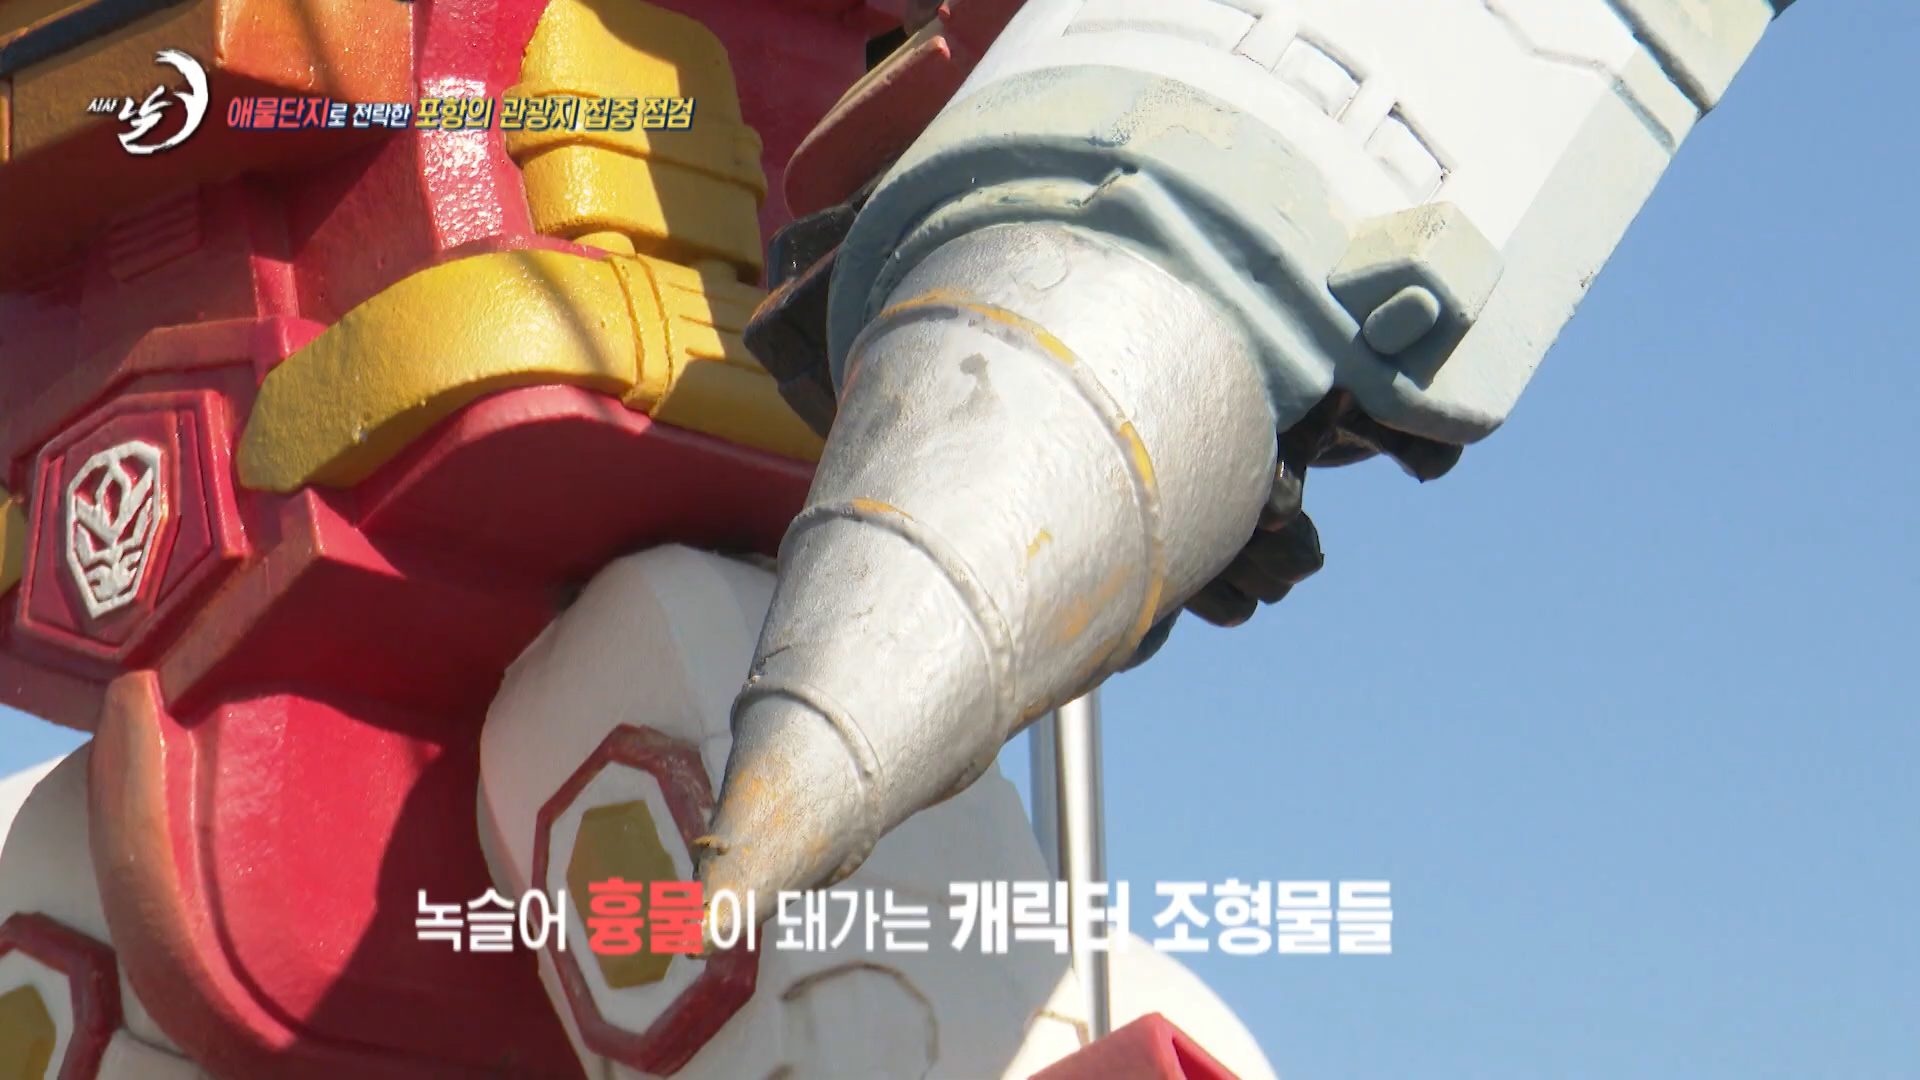 시사 날 애물단지로 전락한 포항의 관광지 집중 점검
녹슬어 흉물이 돼가는 캐릭터 조형물들